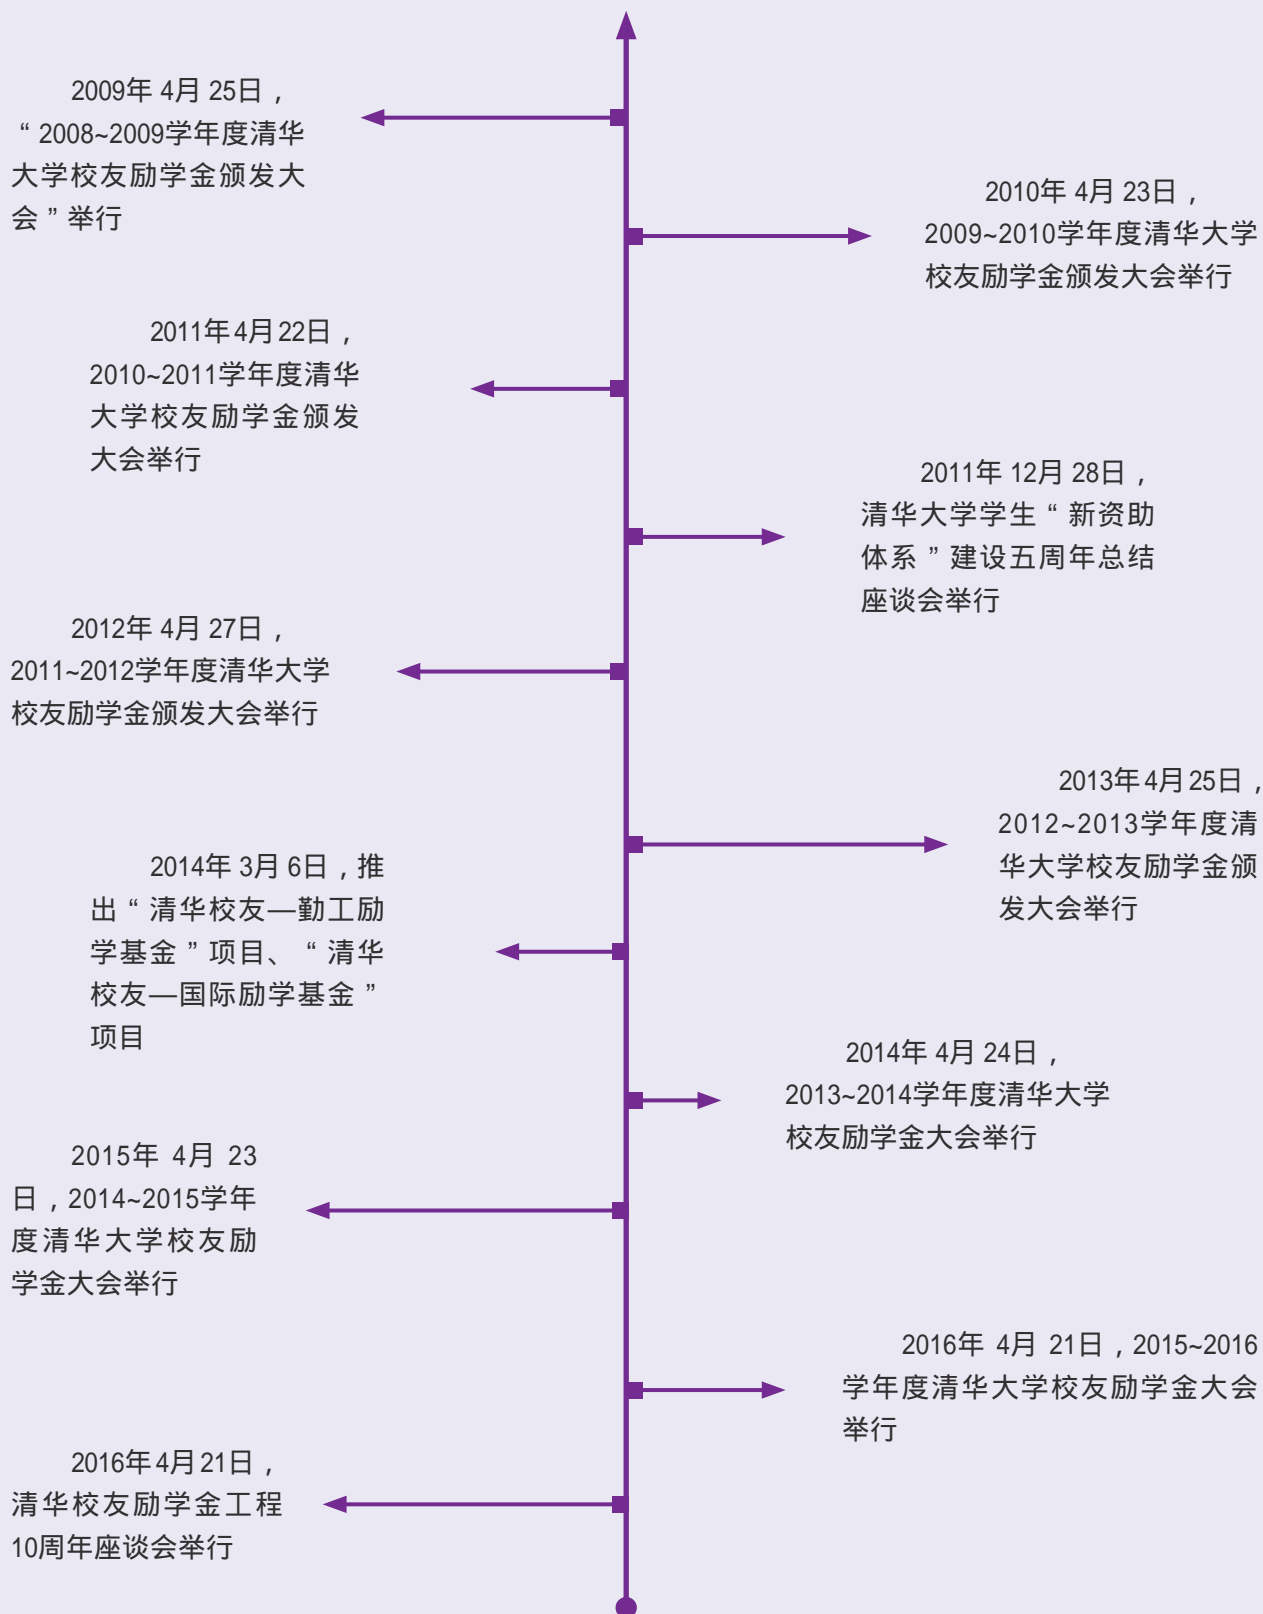 2009年 4月 25日，
“2008~2009学年度清华
大学校友励学金颁发大
会”举行
2010年 4月 23日，
2009~2010学年度清华大学
校友励学金颁发大会举行
2011年4月22日，
2010~2011学年度清华
大学校友励学金颁发
大会举行
2011年 12月 28日，
清华大学学生“新资助
体系”建设五周年总结
座谈会举行
2012年 4月 27日，
2011~2012学年度清华大学
校友励学金颁发大会举行
2013年4月25日，
2012~2013学年度清
华大学校友励学金颁
发大会举行
2014年 3月 6日，推
出“清华校友—勤工励
学基金”项目、“清华
校友—国际励学基金”
项目
2014年 4月 24日，
2013~2014学年度清华大学
校友励学金大会举行
2015年 4月 23
日，2014~2015学年
度清华大学校友励
学金大会举行
2016年 4月 21日，2015~2016
学年度清华大学校友励学金大会
举行
2016年4月21日，
清华校友励学金工程
10周年座谈会举行